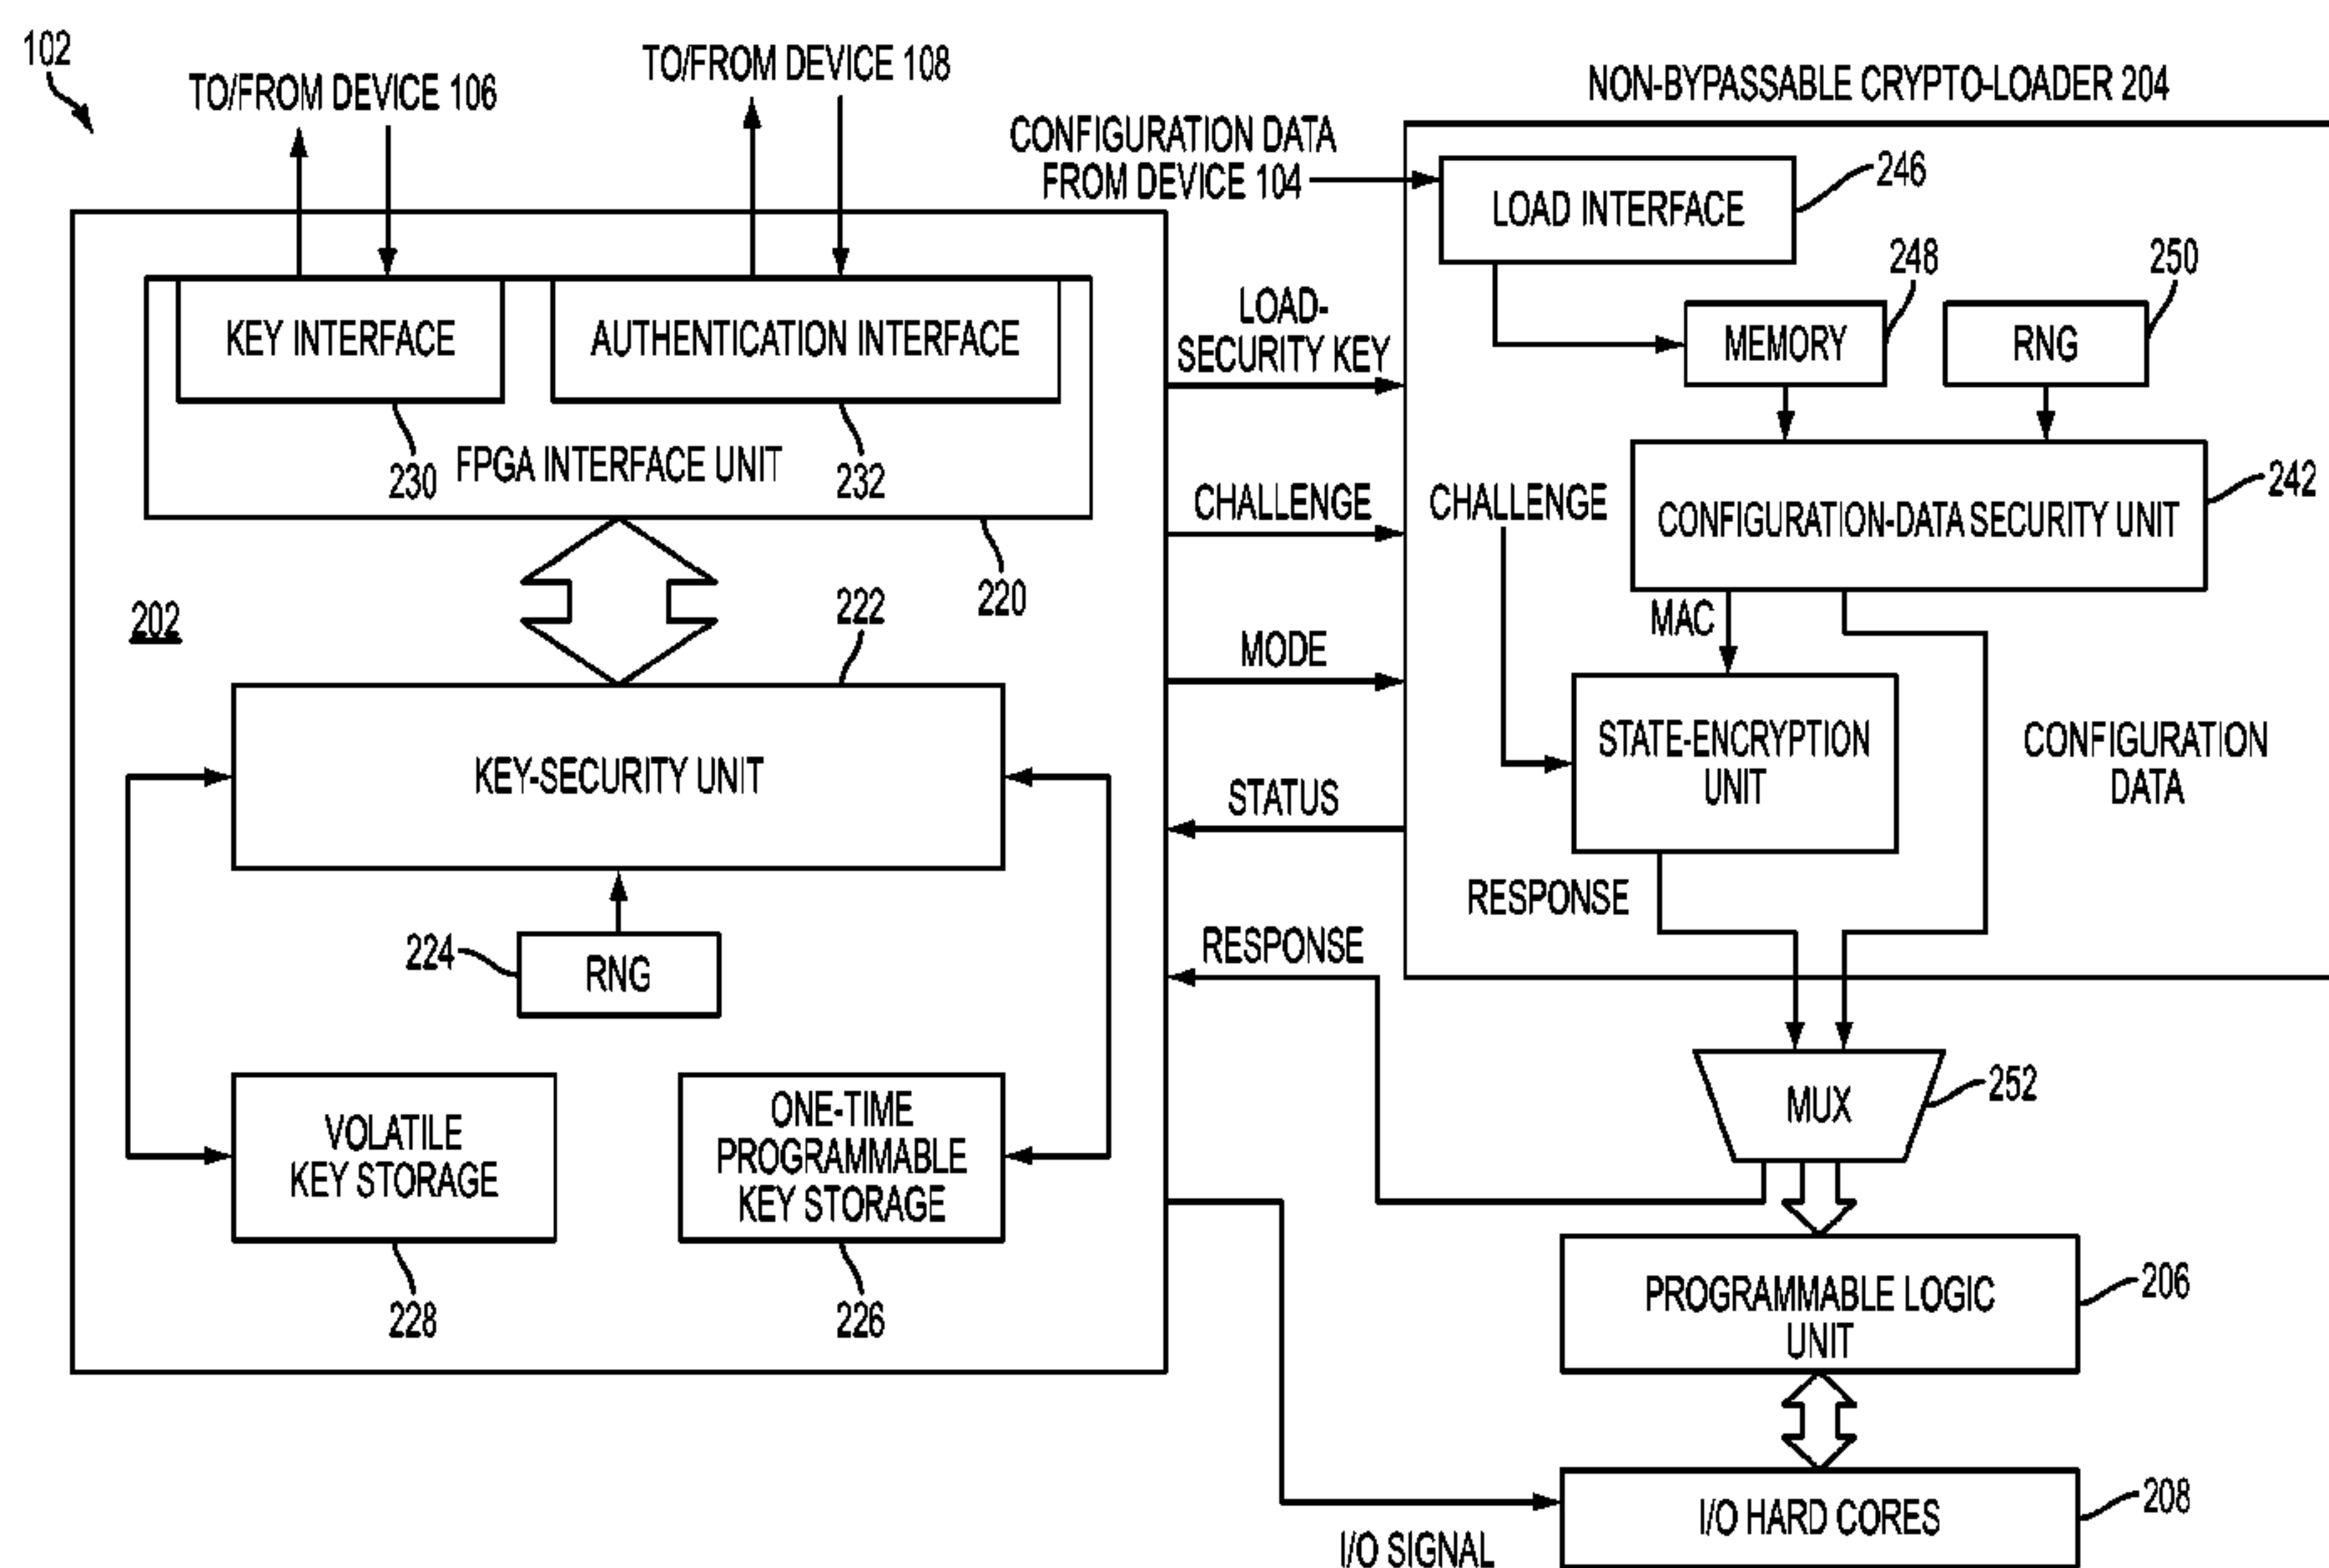 102
TO/FROM DEVICE 106
TO/FROM DEVICE 108
CONFIGURATION DATA
FROM DEVICE 104
NON-BYPASSABLE CRYPTO-LOADER 204
LOAD INTERFACE
246
KEY INTERFACE
230
AUTHENTICATION INTERFACE
232
FPGA INTERFACE UNIT
220
202
222
KEY-SECURITY UNIT
224
RNG
VOLATILE
KEY STORAGE
228
ONE-TIME
PROGRAMMABLE
KEY STORAGE
226
LOAD-
SECURITY KEY
CHALLENGE
MODE
STATUS
RESPONSE
MEMORY
248
RNG
250
CONFIGURATION-DATA SECURITY UNIT
242
CHALLENGE
MAC
STATE-ENCRYPTION
UNIT
CONFIGURATION
DATA
RESPONSE
MUX
252
PROGRAMMABLE LOGIC
UNIT
206
I/O HARD CORES
208
I/O SIGNAL